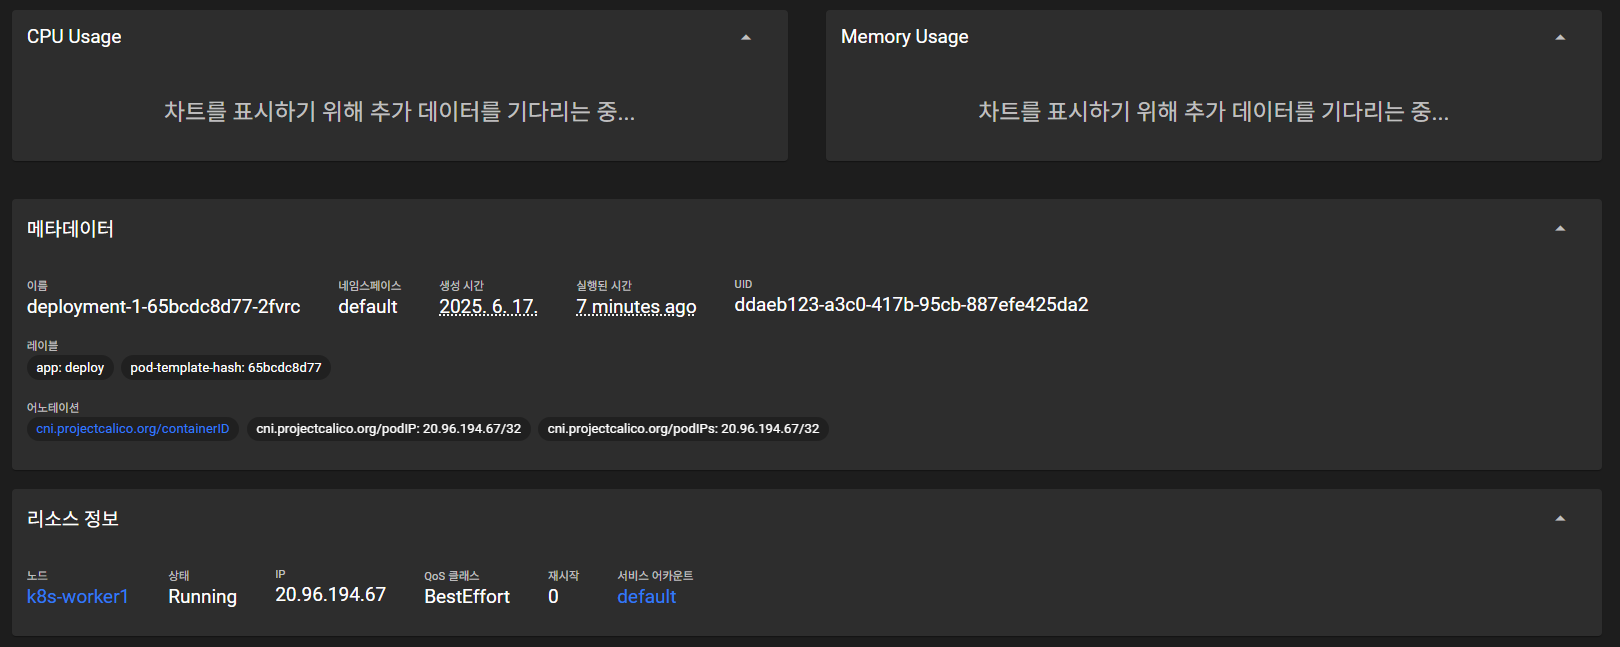 CPU Usage
Memory Usage
차트를 표시하기 위해 추가 데이터를 기다리는 중...
차트를 표시하기 위해 추가 데이터를 기다리는 중...
메타데이터
이름
네임스페이스
생성 시간
실행된 시간
UID
deployment-1-65bcdc8d77-2fvrc
default
2025. 6. 17.
7 minutes ago
ddaeb123-a3c0-417b-95cb-887efe425da2
레이블
app: deploy
pod-template-hash: 65bcdc8d77
어노테이션
cni.projectcalico.org/containerID
cni.projectcalico.org/podIP: 20.96.194.67/32
cni.projectcalico.org/podIPs: 20.96.194.67/32
리소스 정보
노드
상태
IP
QoS 클래스
재시작
서비스 어카운트
k8s-worker1
Running
20.96.194.67
BestEffort
0
default